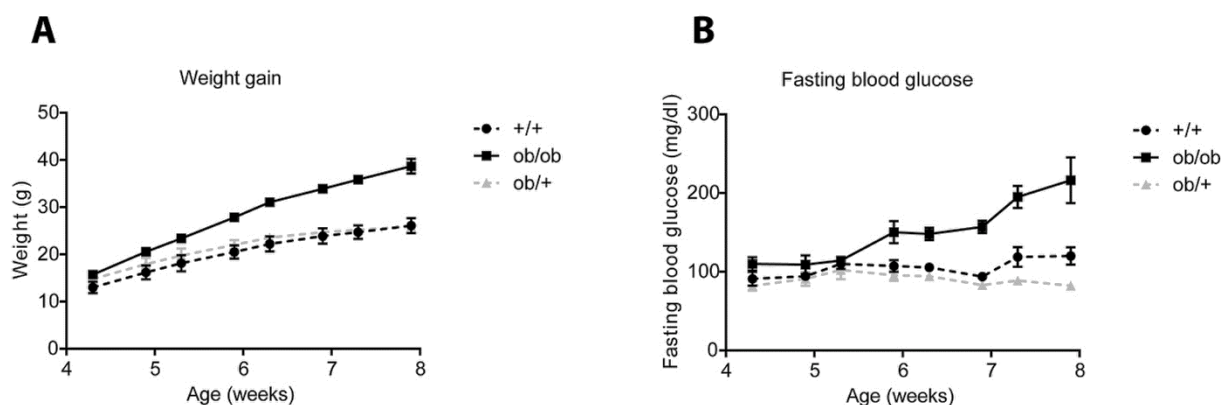 A
Weight gain
50
40
30
20
10
0
Weight (g)
4 5 6 7 8
Age (weeks)
+/+
ob/ob
ob/+
B
Fasting blood glucose
300
200
100
0
Fasting blood glucose (mg/dl)
4 5 6 7 8
Age (weeks)
+/+
ob/ob
ob/+